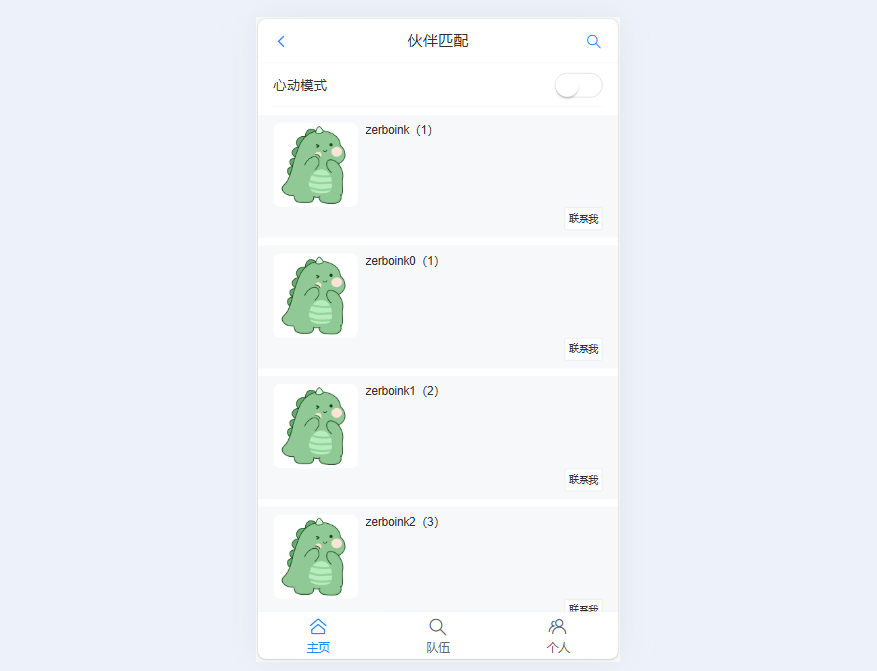 伙伴匹配
心动模式
zerboink（1）
联系我
zerboink0（1）
联系我
zerboink1（2）
联系我
zerboink2（3）
联系我
主页
队伍
个人